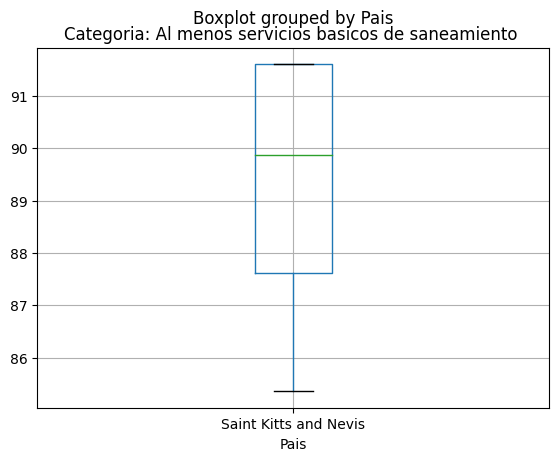 Boxplot grouped by Pais
Categoria: Al menos servicios basicos de saneamiento
91
90
89
88
87
86
Saint Kitts and Nevis
Pais